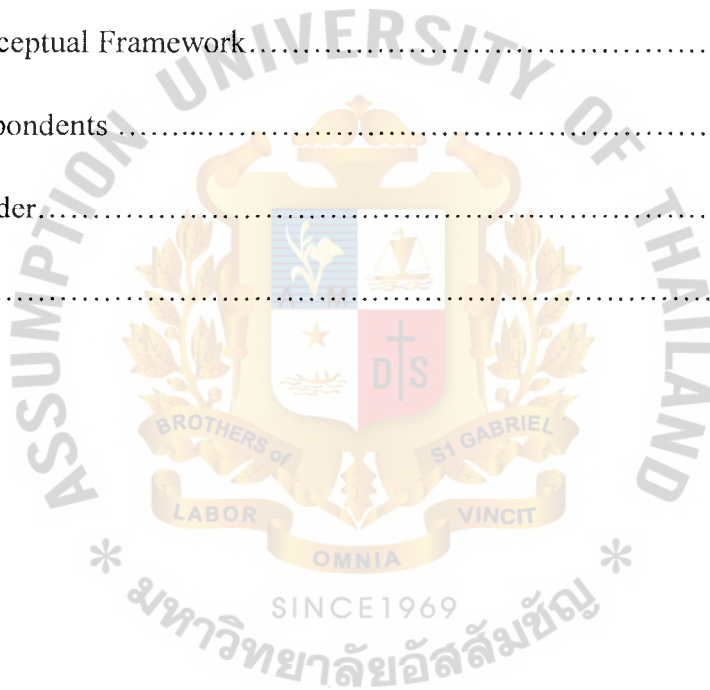 ceptual Framework
pondents
der
ASSUMPTION UNIVERSITY OF THAILAND
A M
D S
BROTHERS of
S1 GABRIEL
LABOR
VINCIT
OMNIA
SINCE1969
* มหาวิทยาลัยอัสสัมชัญ *